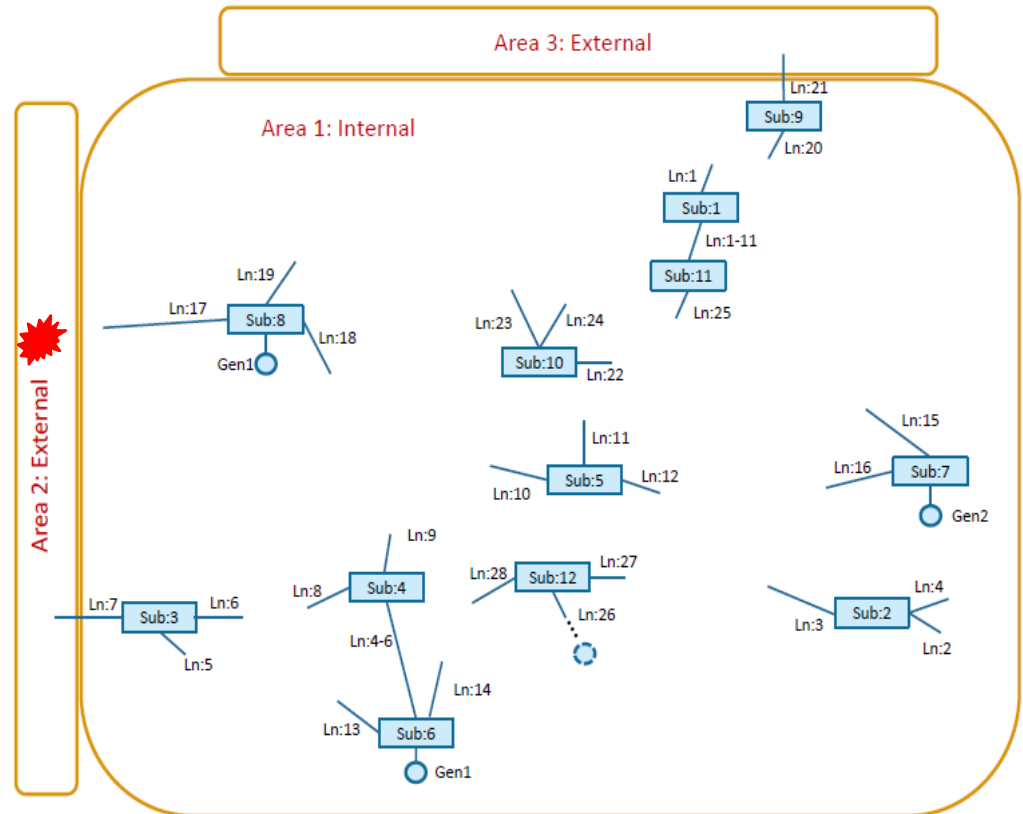 Area 3: External
Ln:21
Sub:9
Area 1: Internal
Ln:20
Ln:1
Sub:1
Ln:1-11
Sub:11
Ln:19
Ln:17
Sub:8
Ln:25
Ln:23
Ln:24
Ln:18
Gen1
Sub:10
Ln:22
Area 2: External
Ln:15
Ln:11
Ln:16
Sub:7
Ln:10
Sub:5
Ln:12
Gen2
Ln:9
Ln:27
Ln:28
Sub:12
Ln:8
Sub:4
Ln:4
Ln:7
Sub:3
Ln:6
Ln:26
Ln:3
Sub:2
Ln:4-6
Ln:2
Ln:5
Ln:14
Ln:13
Sub:6
Gen1